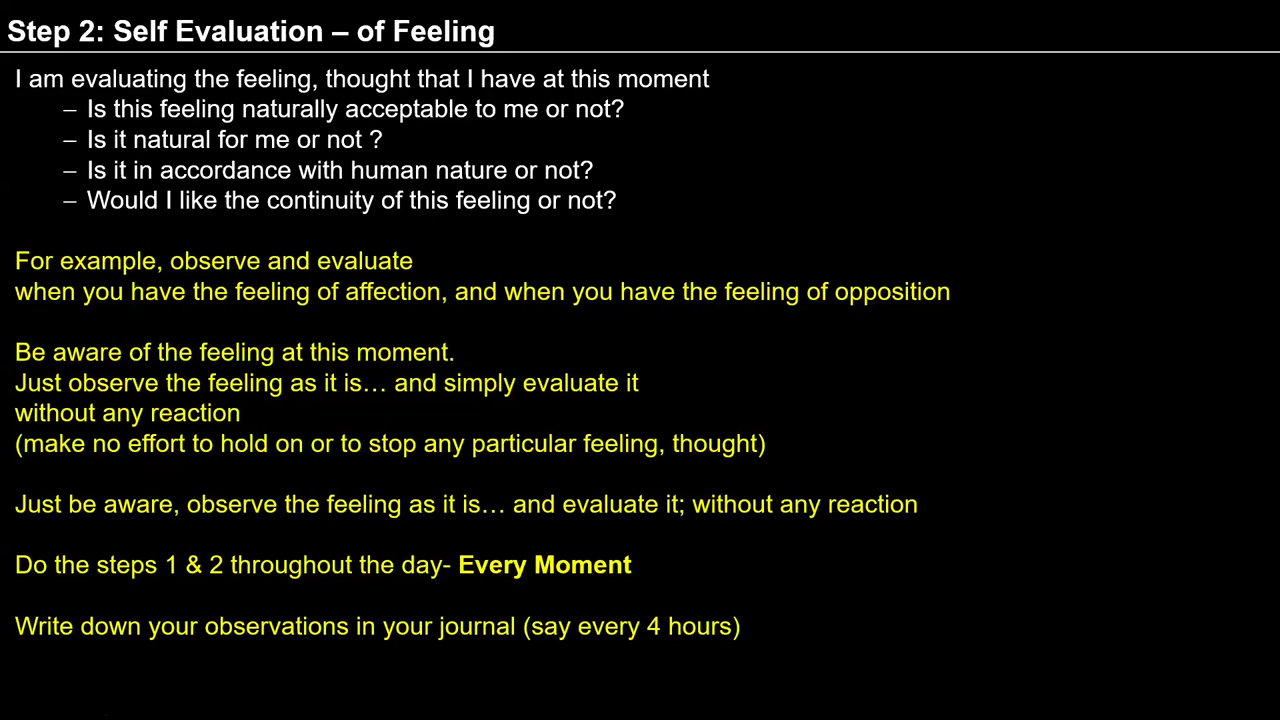 Step 2: Self Evaluation – of Feeling
I am evaluating the feeling, thought that I have at this moment
– Is this feeling naturally acceptable to me or not?
– Is it natural for me or not ?
– Is it in accordance with human nature or not?
– Would I like the continuity of this feeling or not?
For example, observe and evaluate
when you have the feeling of affection, and when you have the feeling of opposition
Be aware of the feeling at this moment.
Just observe the feeling as it is… and simply evaluate it
without any reaction
(make no effort to hold on or to stop any particular feeling, thought)
Just be aware, observe the feeling as it is… and evaluate it; without any reaction
Do the steps 1 & 2 throughout the day- Every Moment
Write down your observations in your journal (say every 4 hours)